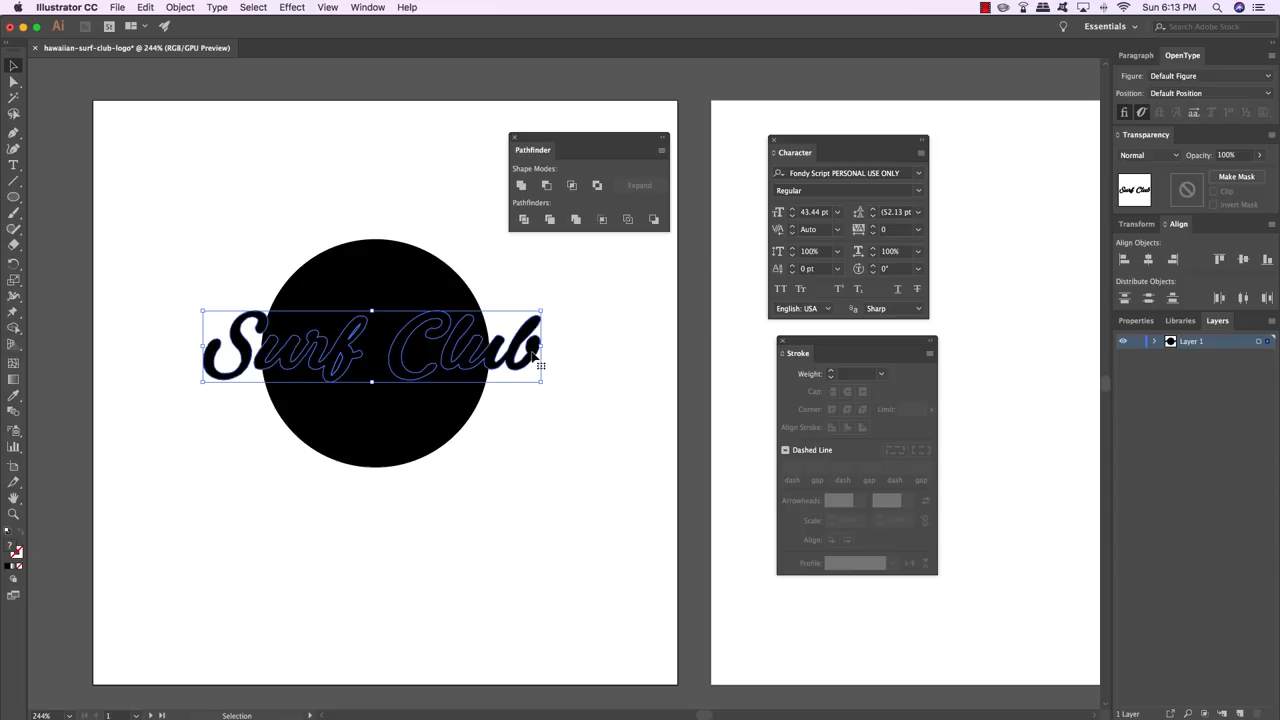 Illustrator CC File Edit Object Type Select Effect View Window Help Sun 6:13 PM
Essentials Search Adobe Stock
hawaiian-surf-club-logo* @ 244% (RGB/GPU Preview)
Paragraph OpenType
Figure: Default Figure
Position: Default Position
Transparency
Normal Opacity: 100%
Surf Club
Make Mask
Clip
Invert Mask
Transform Align
Align Objects:
Distribute Objects:
Properties Libraries Layers
Layer 1
Pathfinder
Shape Modes:
Expand
Pathfinders:
Character
Fondy Script PERSONAL USE ONLY
Regular
43.44 pt (52.13 pt
Auto 0
100% 100%
0 pt 0°
English: USA Sharp
Stroke
Weight:
Cap:
Corner: Limit:
Align Stroke:
Dashed Line
dash gap dash gap dash gap
Arrowheads:
Scale:
Align:
Profile:
Surf Club
244% 1 Selection
1 Layer